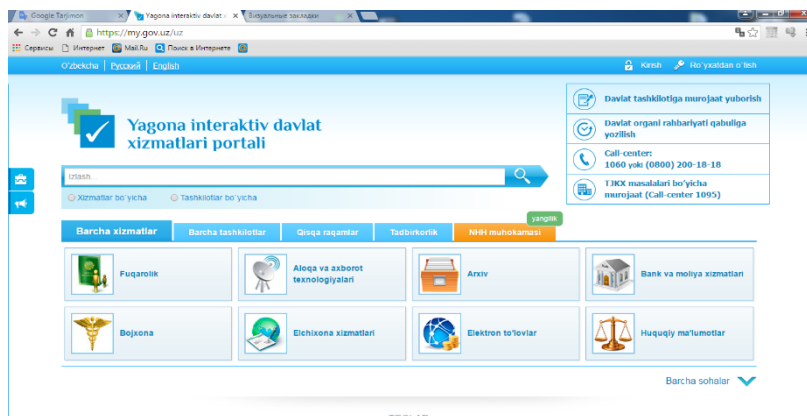 Google Tarjimon
Yagona interaktiv davlat x
Визуальные закладки
https://my.gov.uz/uz
Сервисы Интернет Mail.Ru Поиск в Интернете
O'zbekcha | Русский | English
Kirish Ro`yxatdan o`tish
Yagona interaktiv davlat
xizmatlari portali
Davlat tashkilotiga murojaat yuborish
Davlat organi rahbariyati qabuliga
yozilish
Call-center:
1060 yoki (0800) 200-18-18
TJKX masalalari bo'yicha
murojaat (Call-center 1095)
Izlash...
Xizmatlar bo`yicha Tashkilotlar bo`yicha
yangilik
Barcha xizmatlar Barcha tashkilotlar Qisqa raqamlar Tadbirkorlik NHH muhokamasi
Fuqarolik
Aloqa va axborot
texnologiyalari
Arxiv
Bank va moliya xizmatlari
Bojxona
Elchixona xizmatlari
Elektron to'lovlar
Huquqiy ma'lumotlar
Barcha sohalar